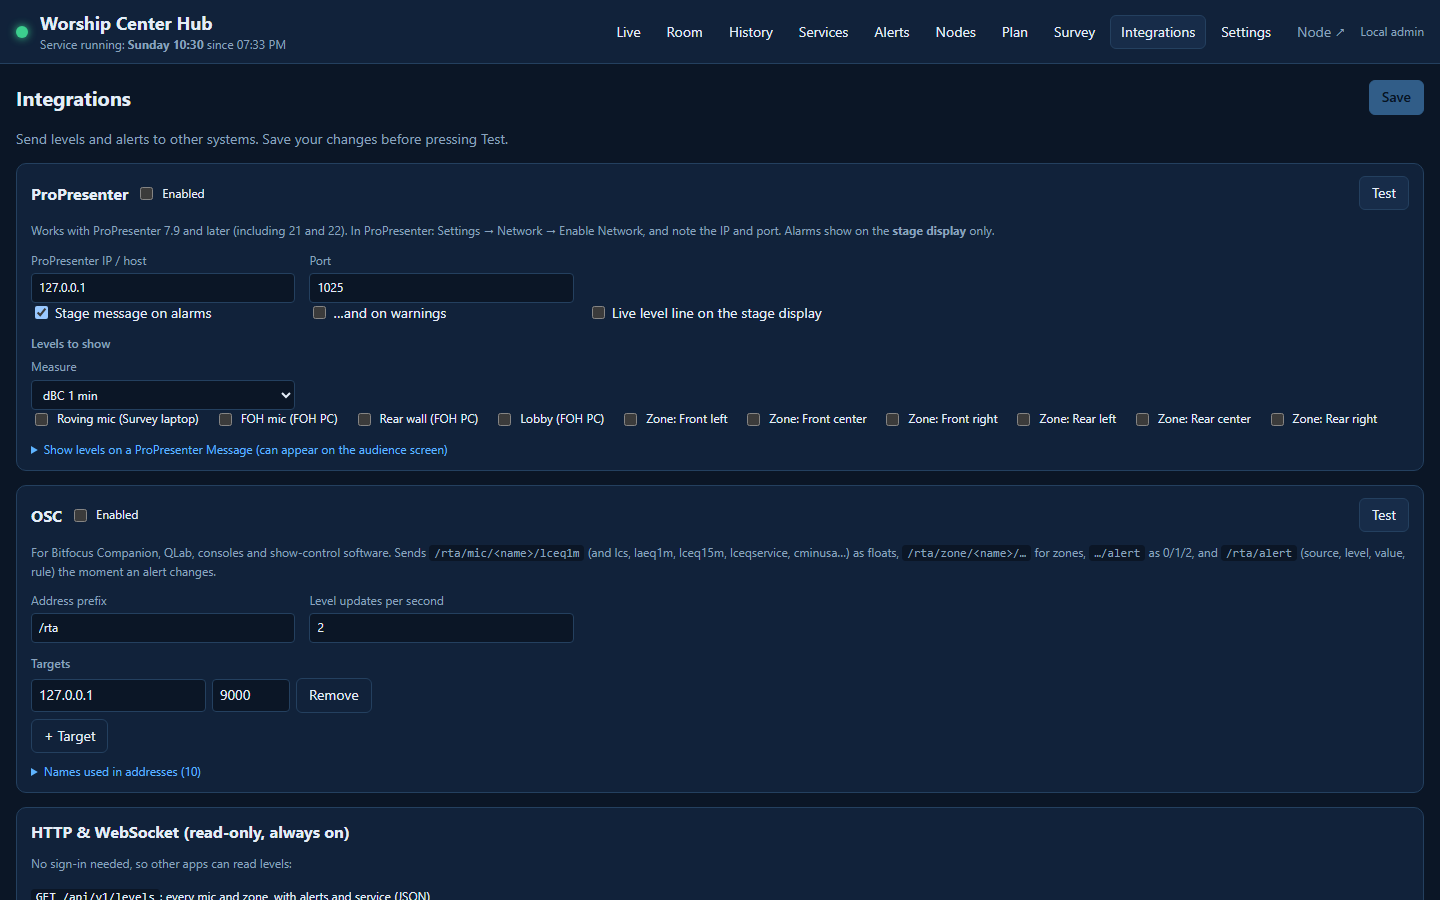 Worship Center Hub
Service running: Sunday 10:30 since 07:33 PM
Live Room History Services Alerts Nodes Plan Survey Integrations Settings Node ↗ Local admin
Integrations
Save
Send levels and alerts to other systems. Save your changes before pressing Test.
ProPresenter Enabled
Test
Works with ProPresenter 7.9 and later (including 21 and 22). In ProPresenter: Settings → Network → Enable Network, and note the IP and port. Alarms show on the stage display only.
ProPresenter IP / host Port
127.0.0.1 1025
Stage message on alarms ...and on warnings Live level line on the stage display
Levels to show
Measure
dBC 1 min
Roving mic (Survey laptop) FOH mic (FOH PC) Rear wall (FOH PC) Lobby (FOH PC) Zone: Front left Zone: Front center Zone: Front right Zone: Rear left Zone: Rear center Zone: Rear right
Show levels on a ProPresenter Message (can appear on the audience screen)
OSC Enabled
Test
For Bitfocus Companion, QLab, consoles and show-control software. Sends /rta/mic/<name>/lceq1m (and lcs, laeq1m, lceq15m, lceqservice, cminusa…) as floats, /rta/zone/<name>/… for zones, …/alert as 0/1/2, and /rta/alert (source, level, value,
rule) the moment an alert changes.
Address prefix Level updates per second
/rta 2
Targets
127.0.0.1 9000 Remove
+ Target
Names used in addresses (10)
HTTP & WebSocket (read-only, always on)
No sign-in needed, so other apps can read levels:
GET /api/v1/levels : every mic and zone, with alerts and service (JSON)